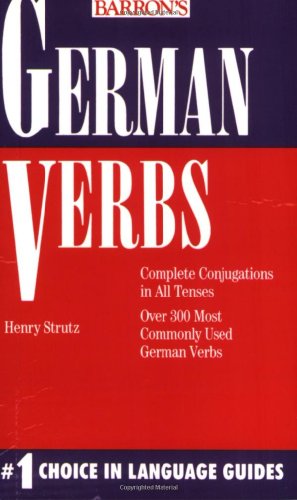 BARRON'S
GERMAN
VERBS
Complete Conjugations
in All Tenses
Over 300 Most
Commonly Used
German Verbs
Henry Strutz
#1 CHOICE IN LANGUAGE GUIDES